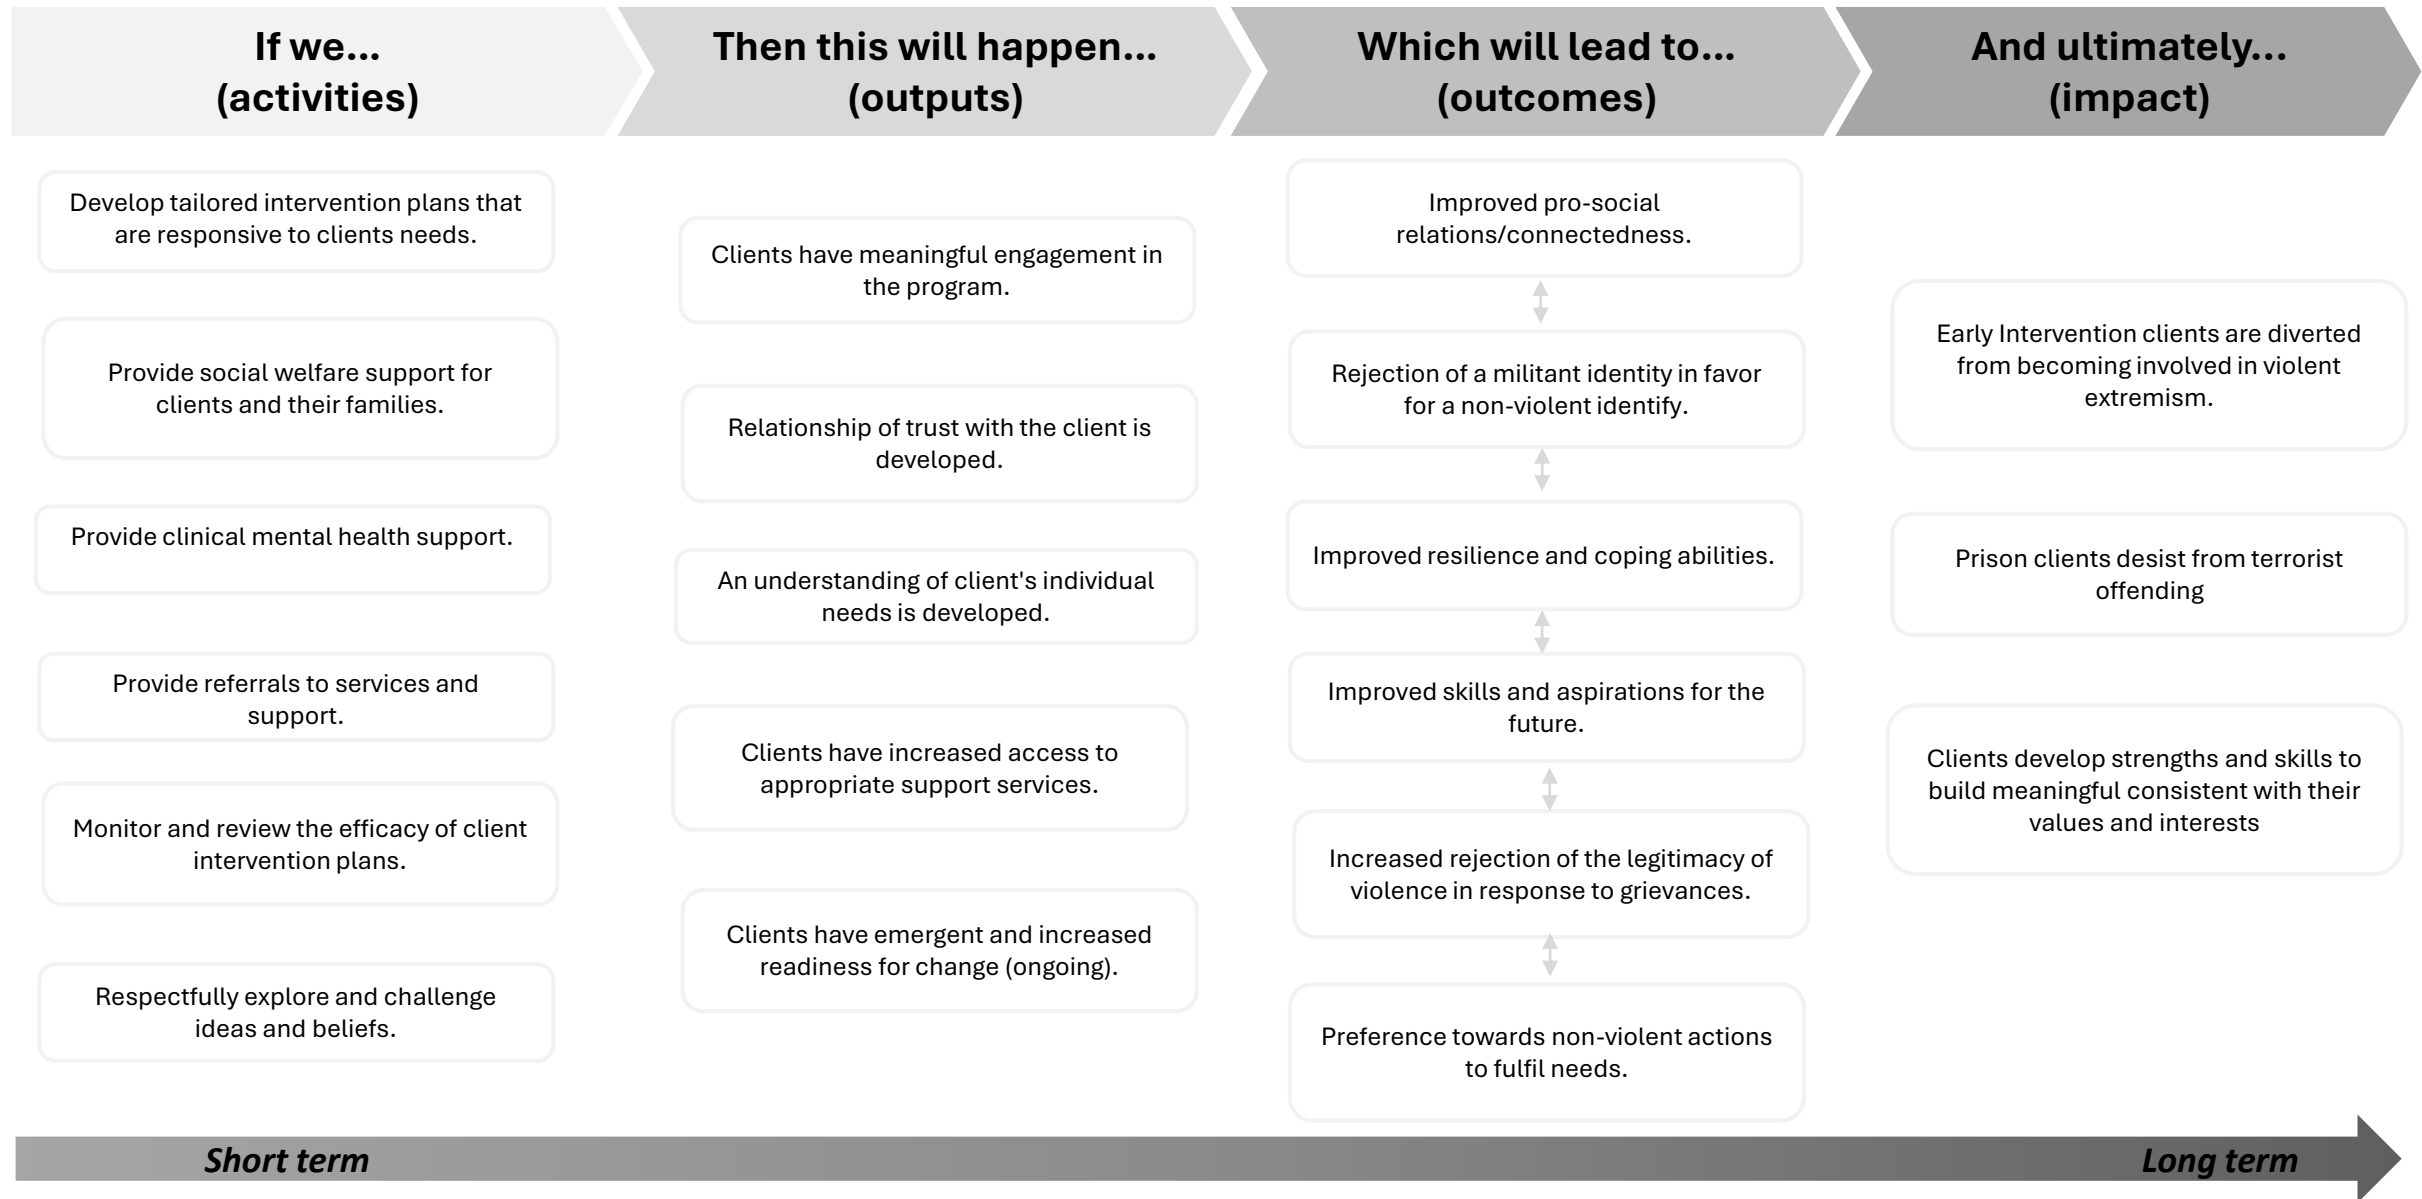 If we...
(activities)
Then this will happen...
(outputs)
Which will lead to...
(outcomes)
And ultimately...
(impact)
Develop tailored intervention plans that
are responsive to clients needs.
Provide social welfare support for
clients and their families.
Provide clinical mental health support.
Provide referrals to services and
support.
Monitor and review the efficacy of client
intervention plans.
Respectfully explore and challenge
ideas and beliefs.
Clients have meaningful engagement in
the program.
Relationship of trust with the client is
developed.
An understanding of client's individual
needs is developed.
Clients have increased access to
appropriate support services.
Clients have emergent and increased
readiness for change (ongoing).
Improved pro-social
relations/connectedness.
Rejection of a militant identity in favor
for a non-violent identify.
Improved resilience and coping abilities.
Improved skills and aspirations for the
future.
Increased rejection of the legitimacy of
violence in response to grievances.
Preference towards non-violent actions
to fulfil needs.
Early Intervention clients are diverted
from becoming involved in violent
extremism.
Prison clients desist from terrorist
offending
Clients develop strengths and skills to
build meaningful consistent with their
values and interests
Short term
Long term